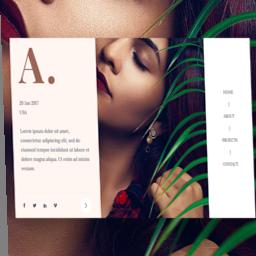 A.
20 Jan 2017
USA
Lorem ipsum dolor sit amet,
consectetur adipiscing elit, sed do
eiusmod tempor incididunt ut labore et
dolore magna aliqua. Ut enim ad minim
veniam.
HOME
ABOUT
PROJECTS
CONTACT